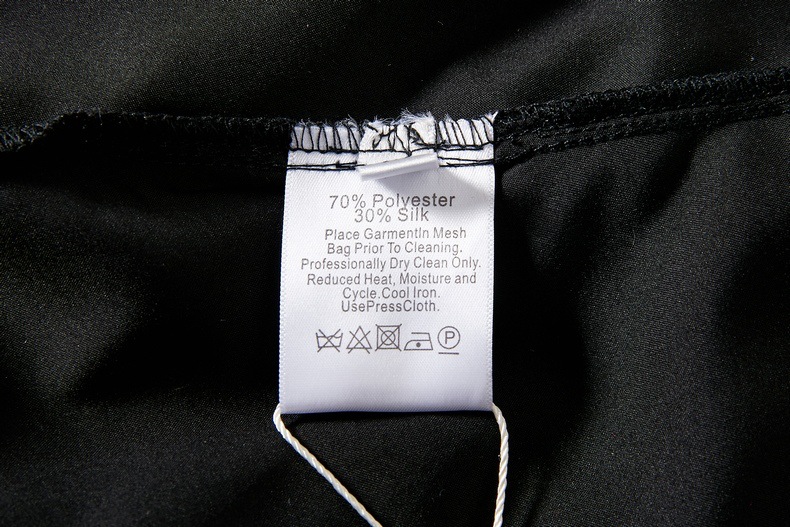 70% Polyester
30% Silk
Place GarmentIn Mesh
Bag Prior To Cleaning.
Professionally Dry Clean Only.
Reduced Heat, Moisture and
Cycle.Cool Iron.
UsePressCloth.
P